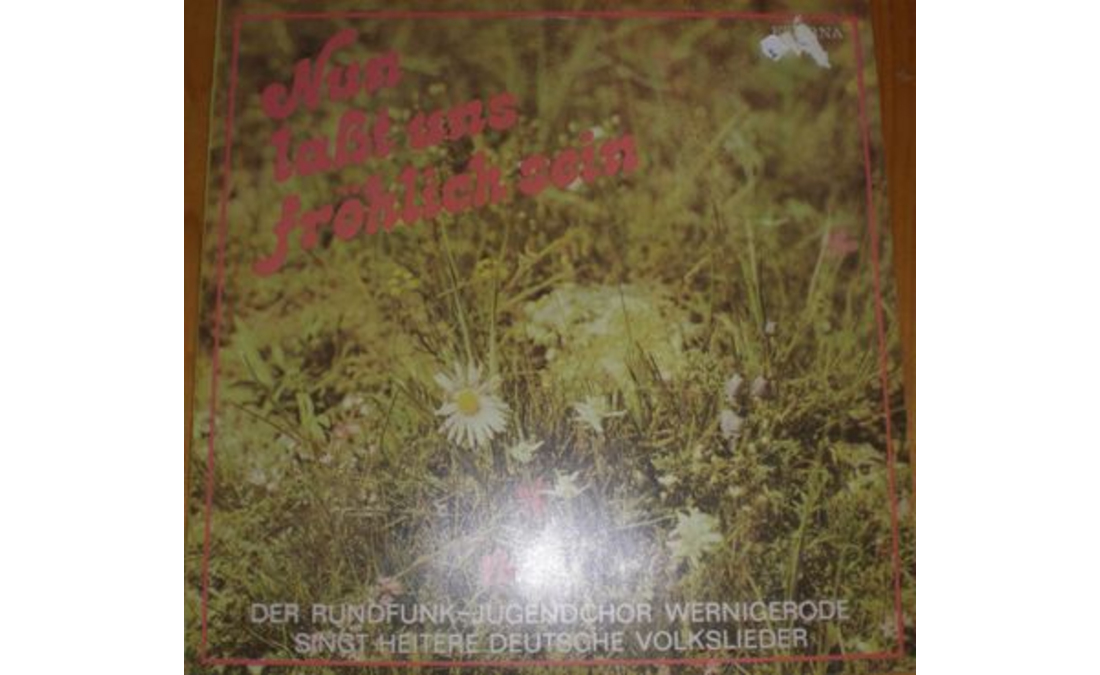 Nun
laßt uns
fröhlich sein
DER RUNDFUNK-JUGENDCHOR WERNIGERODE
SINGT HEITERE DEUTSCHE VOLKSLIEDER